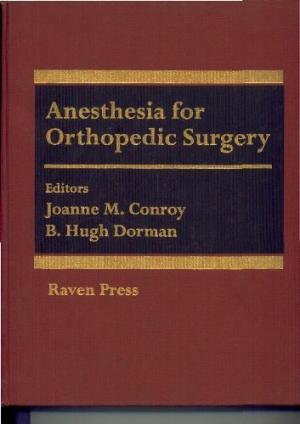 Anesthesia for
Orthopedic Surgery
Editors
Joanne M. Conroy
B. Hugh Dorman
Raven Press